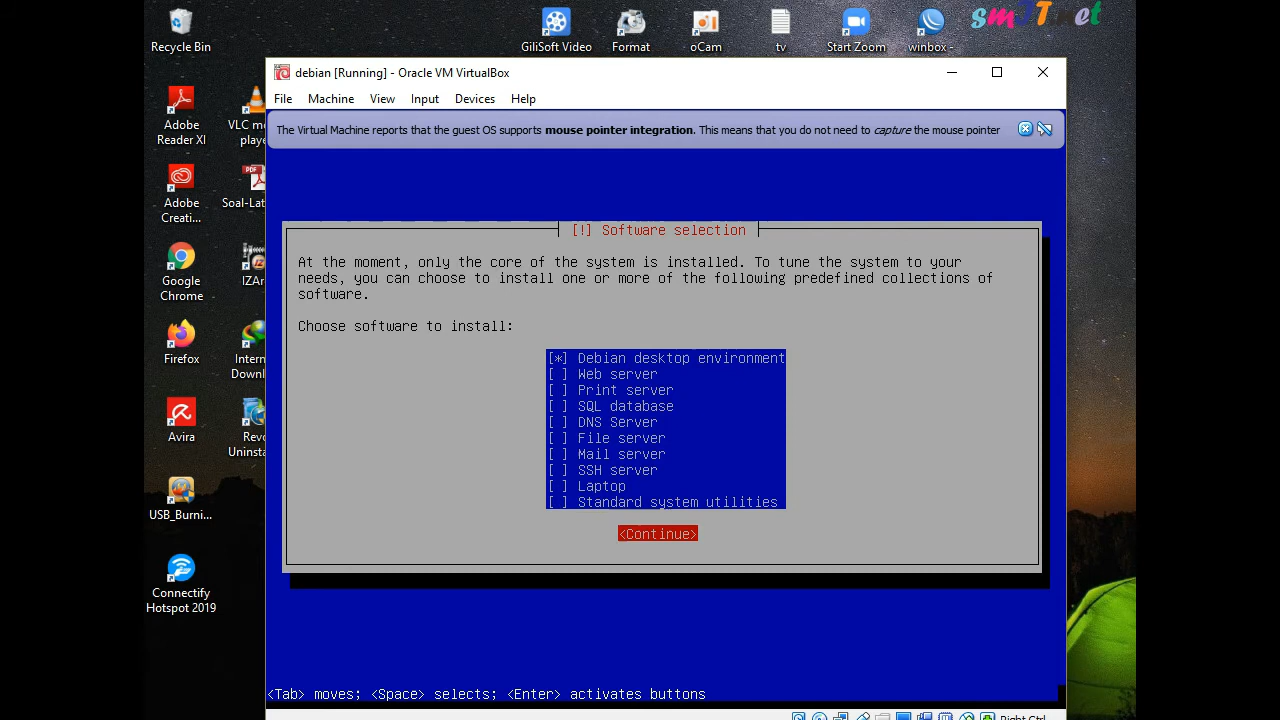 smIT net
Recycle Bin
GiliSoft Video
Format
oCam
tv
Start Zoom
winbox -
debian [Running] - Oracle VM VirtualBox
File Machine View Input Devices Help
The Virtual Machine reports that the guest OS supports mouse pointer integration. This means that you do not need to capture the mouse pointer
Adobe
Reader XI
VLC me
playe
Adobe
Creati...
PDF
Soal-Lat
Google
Chrome
IZAr
Firefox
Intern
Downl
Avira
Revo
Uninsta
USB_Burni...
Connectify
Hotspot 2019
[!] Software selection
At the moment, only the core of the system is installed. To tune the system to your
needs, you can choose to install one or more of the following predefined collections of
software.
Choose software to install:
[*] Debian desktop environment
[ ] Web server
[ ] Print server
[ ] SQL database
[ ] DNS Server
[ ] File server
[ ] Mail server
[ ] SSH server
[ ] Laptop
[ ] Standard system utilities
<Continue>
<Tab> moves; <Space> selects; <Enter> activates buttons
Right Ctrl